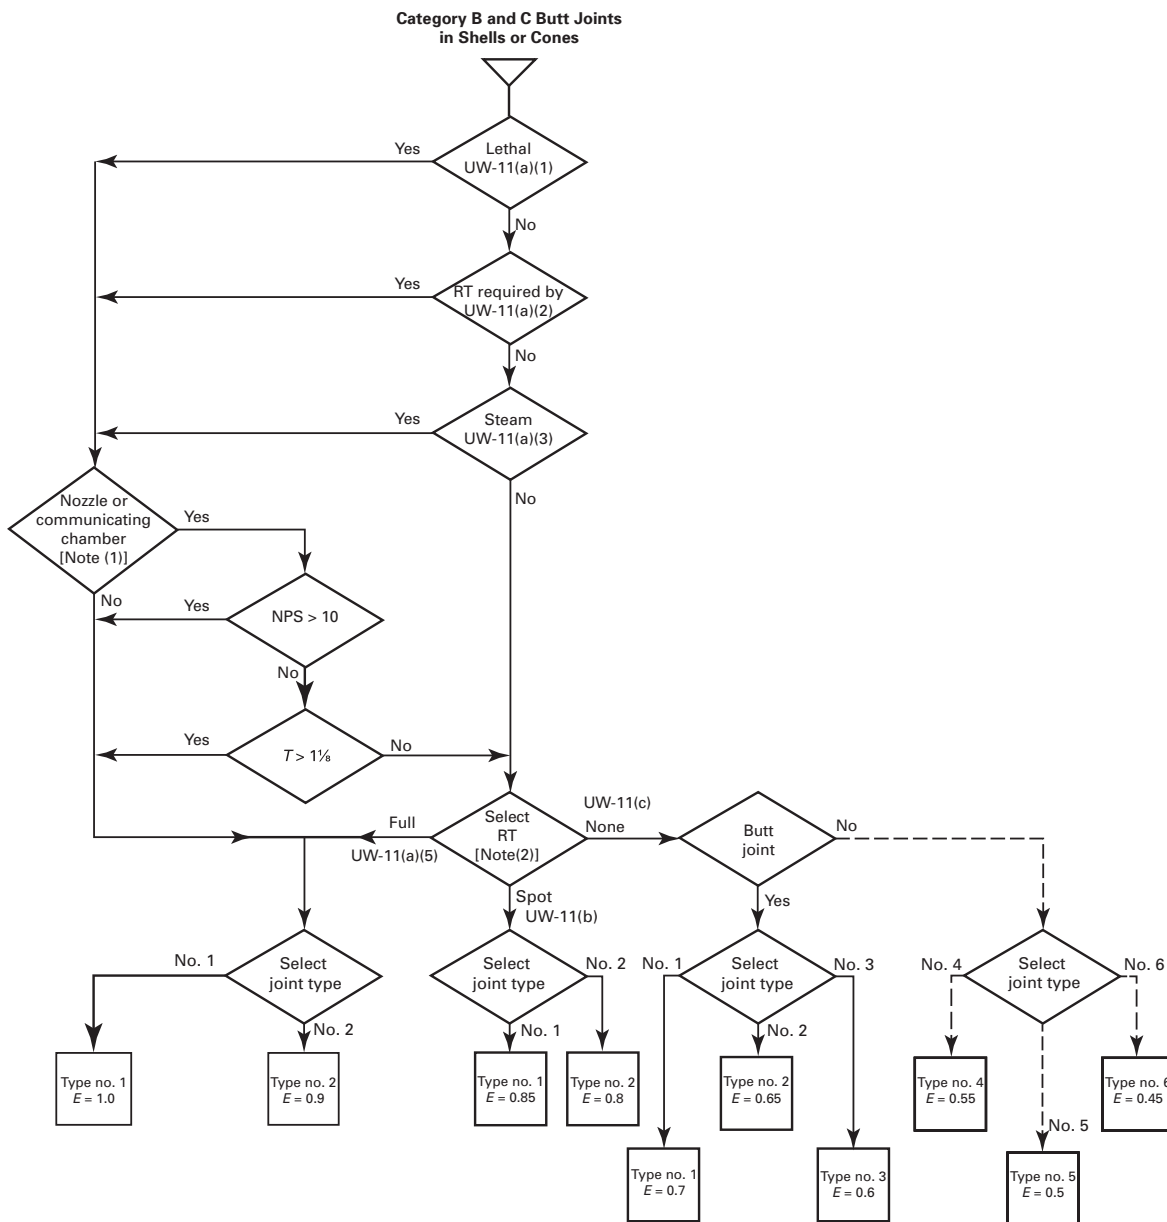 Category B and C Butt Joints
in Shells or Cones
Yes
Lethal
UW-11(a)(1)
No
Yes
RT required by
UW-11(a)(2)
No
Yes
Steam
UW-11(a)(3)
No
Nozzle or
communicating
chamber
[Note (1)]
Yes
No
Yes
NPS > 10
No
Yes
T > 1⅛
No
Full
UW-11(a)(5)
Select
RT
[Note(2)]
UW-11(c)
None
Butt
joint
No
Spot
UW-11(b)
Yes
No. 1
Select
joint type
No. 2
Select
joint type
No. 2
No. 1
No. 1
Select
joint type
No. 3
No. 2
No. 4
Select
joint type
No. 6
No. 5
Type no. 1
E = 1.0
Type no. 2
E = 0.9
Type no. 1
E = 0.85
Type no. 2
E = 0.8
Type no. 2
E = 0.65
Type no. 4
E = 0.55
Type no. 6
E = 0.45
Type no. 1
E = 0.7
Type no. 3
E = 0.6
Type no. 5
E = 0.5